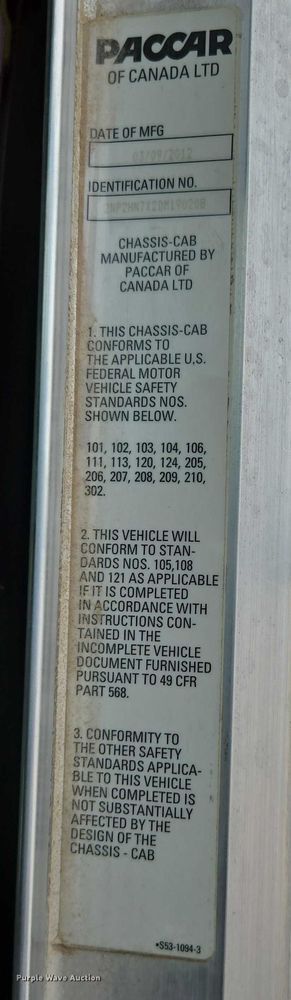 PACCAR
OF CANADA LTD
DATE OF MFG
IDENTIFICATION NO.
CHASSIS-CAB
MANUFACTURED BY
PACCAR OF
CANADA LTD
1. THIS CHASSIS-CAB
CONFORMS TO
THE APPLICABLE U,S.
FEDERAL MOTOR
VEHICLE SAFETY
STANDARDS NOS.
SHOWN BELOW.
101, 102, 103, 104, 106,
111, 113, 120, 124, 205,
206, 207, 208, 209, 210,
302.
2. THIS VEHICLE WILL
CONFORM TO STAN-
DARDS NOS. 105,108
AND 121 AS APPLICABLE
IF IT IS COMPLETED
IN ACCORDANCE WITH
INSTRUCTIONS CON-
TAINED IN THE
INCOMPLETE VEHICLE
DOCUMENT FURNISHED
PURSUANT TO 49 CFR
PART 568.
3. CONFORMITY TO
THE OTHER SAFETY
STANDARDS APPLICA-
BLE TO THIS VEHICLE
WHEN COMPLETED IS
NOT SUBSTANTIALLY
AFFECTED BY THE
DESIGN OF THE
CHASSIS - CAB
•S53-1094-3
Purple Wave Auction